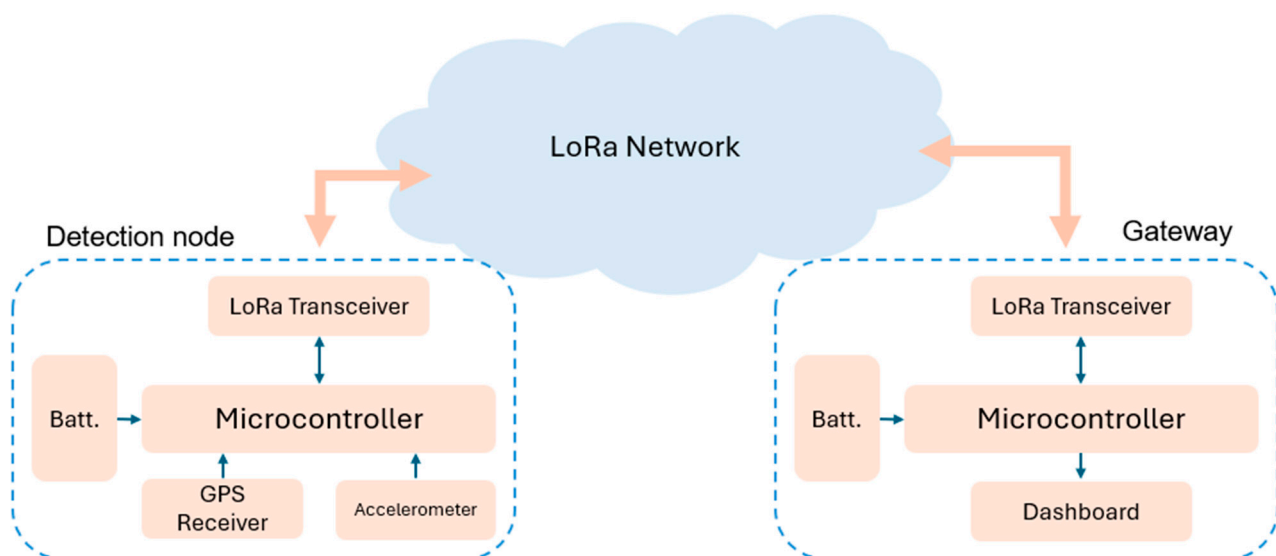 LoRa Network
Detection node
Gateway
LoRa Transceiver
Batt.
Microcontroller
GPS
Receiver
Accelerometer
LoRa Transceiver
Batt.
Microcontroller
Dashboard